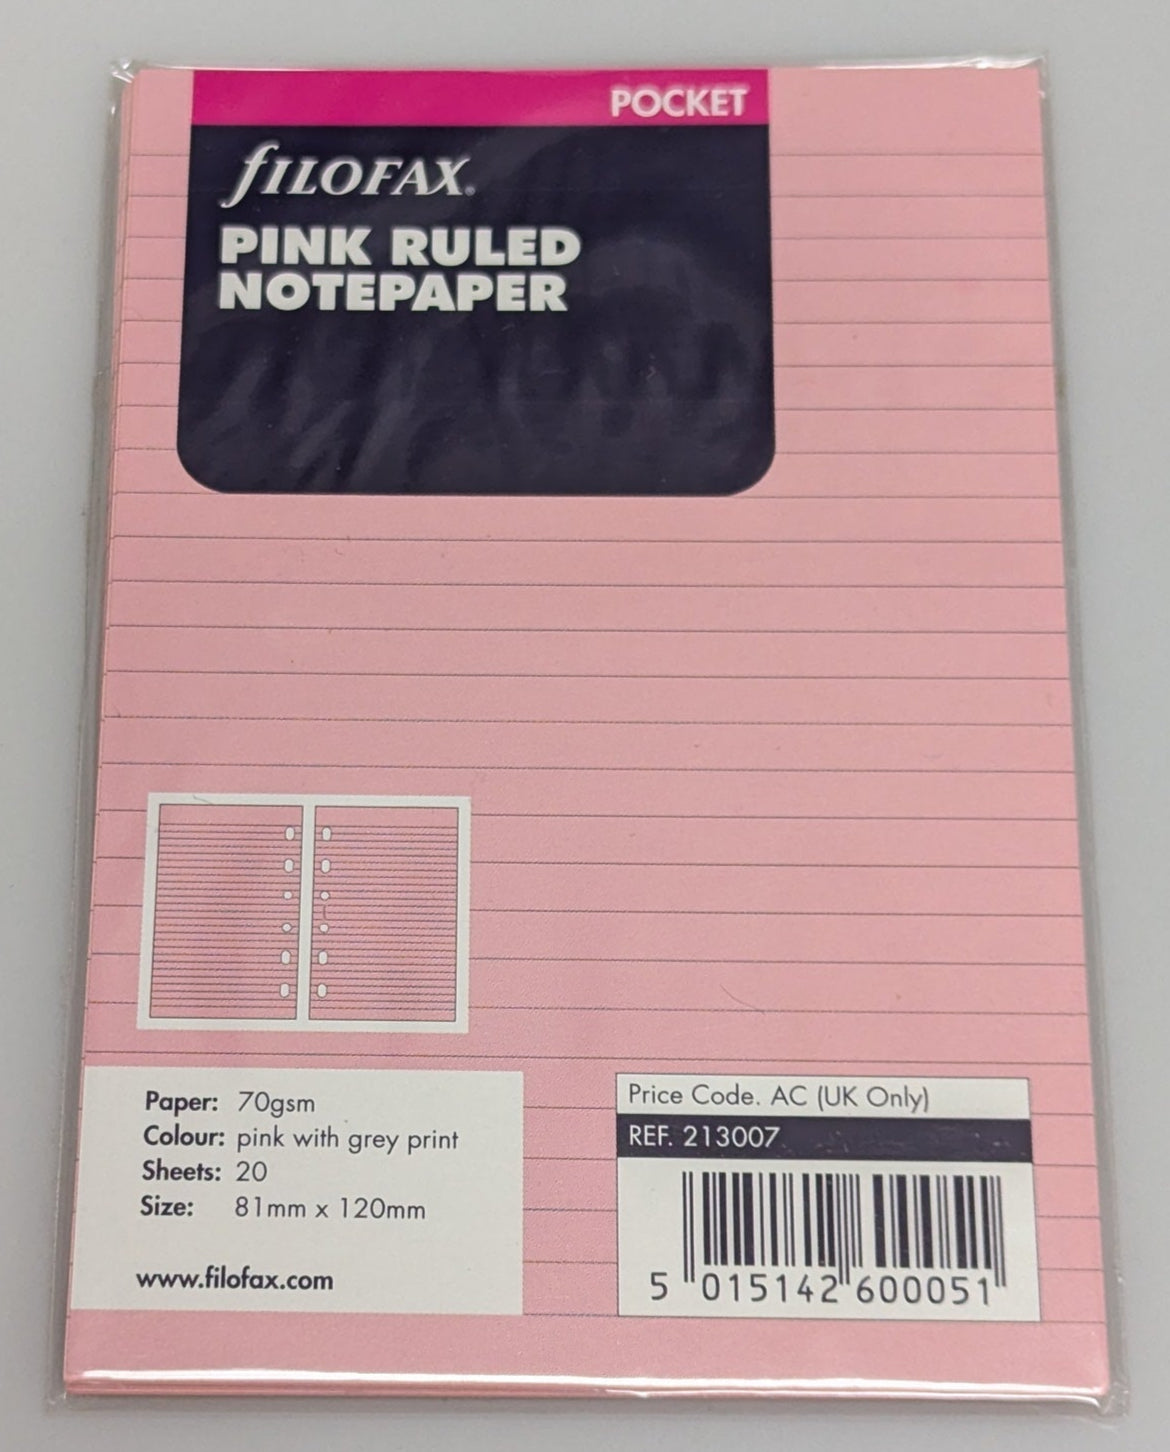 POCKET
fILOFAX®
PINK RULED
NOTEPAPER
Paper: 70gsm
Colour: pink with grey print
Sheets: 20
Size: 81mm x 120mm
www.filofax.com
Price Code. AC (UK Only)
REF. 213007
5 015142 600051